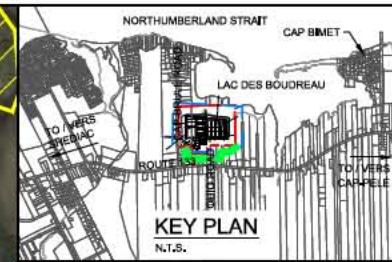 NORTHUMBERLAND STRAIT
CAP BIMET
LAC DES BOUDREAU
TO / VERS
SHEDIAC
ROUTE 133
TO / VERS
CAP-PELE
KEY PLAN
N.T.S.